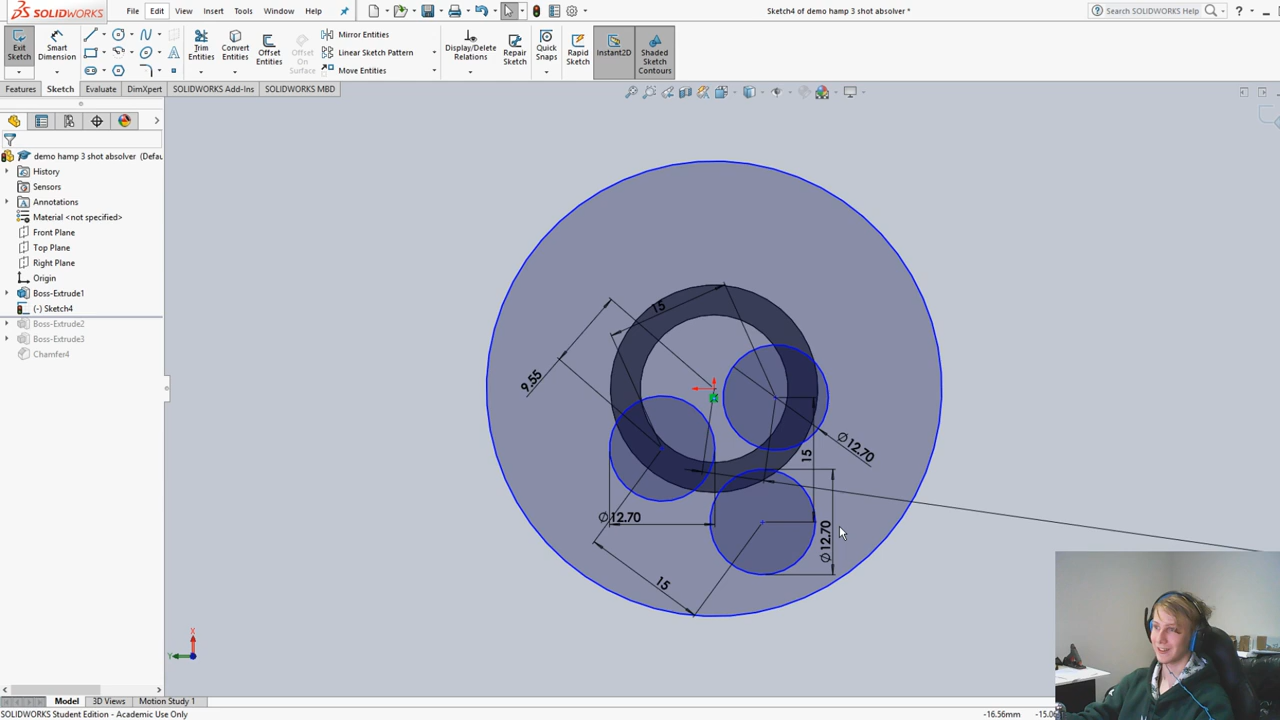 SOLIDWORKS File Edit View Insert Tools Window Help Sketch4 of demo hamp 3 shot absolver * Search SOLIDWORKS Help ?
Exit Sketch
Smart Dimension
Trim Entities
Convert Entities
Offset Entities
Offset On Surface
Mirror Entities
Linear Sketch Pattern
Move Entities
Display/Delete Relations
Repair Sketch
Quick Snaps
Rapid Sketch
Instant2D
Shaded Sketch Contours
Features Sketch Evaluate DimXpert SOLIDWORKS Add-Ins SOLIDWORKS MBD
demo hamp 3 shot absolver (Defau
History
Sensors
Annotations
Material <not specified>
Front Plane
Top Plane
Right Plane
Origin
Boss-Extrude1
(-) Sketch4
Boss-Extrude2
Boss-Extrude3
Chamfer4
15
9.55
Ø12.70
15
Ø12.70
Ø12.70
15
X
Y
Model 3D Views Motion Study 1
SOLIDWORKS Student Edition - Academic Use Only
-16.56mm